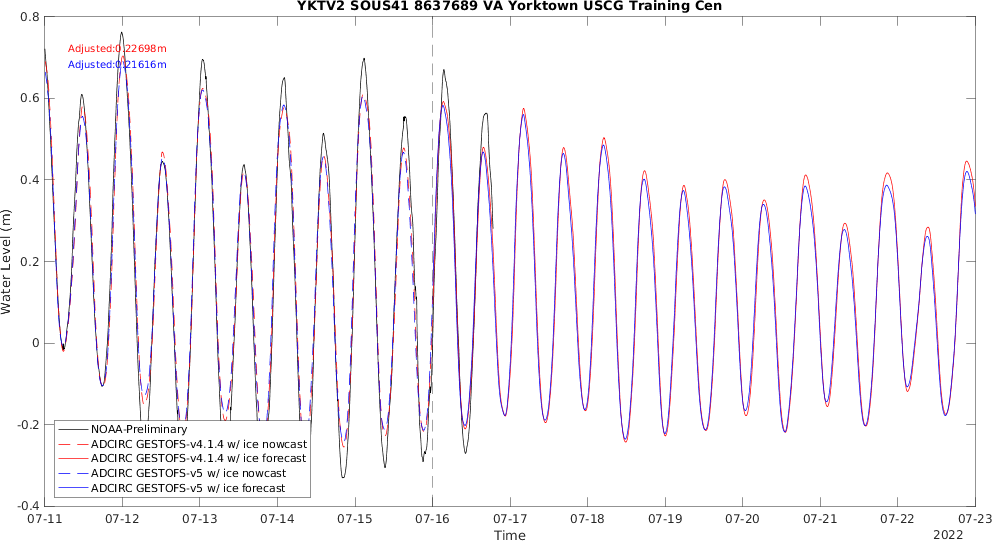 YKTV2 SOUS41 8637689 VA Yorktown USCG Training Cen
Adjusted:0.22698m
Adjusted:0.21616m
Water Level (m)
0.8
0.6
0.4
0.2
0
-0.2
-0.4
NOAA-Preliminary
ADCIRC GESTOFS-v4.1.4 w/ ice nowcast
ADCIRC GESTOFS-v4.1.4 w/ ice forecast
ADCIRC GESTOFS-v5 w/ ice nowcast
ADCIRC GESTOFS-v5 w/ ice forecast
07-11 07-12 07-13 07-14 07-15 07-16 07-17 07-18 07-19 07-20 07-21 07-22 07-23
Time
2022